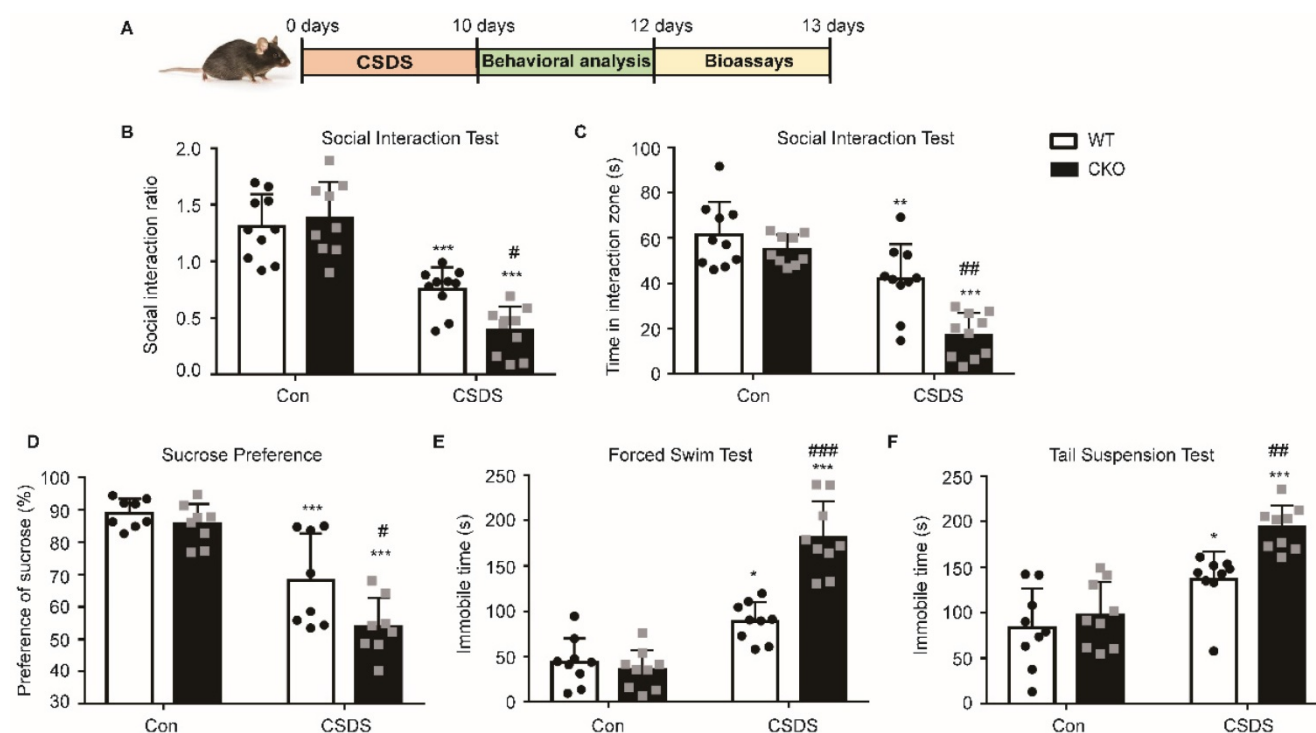 A
0 days
10 days
12 days
13 days
CSDS
Behavioral analysis
Bioassays
B
Social Interaction Test
Social interaction ratio
2.0
1.5
1.0
0.5
0.0
***
#
***
Con
CSDS
C
Social Interaction Test
Time in interaction zone (s)
100
80
60
40
20
0
**
##
***
Con
CSDS
WT
CKO
D
Sucrose Preference
Preference of sucrose (%)
100
90
80
70
60
50
40
30
***
#
***
Con
CSDS
E
Forced Swim Test
Immobile time (s)
250
200
150
100
50
0
*
###
***
Con
CSDS
F
Tail Suspension Test
Immobile time (s)
250
200
150
100
50
0
*
##
***
Con
CSDS